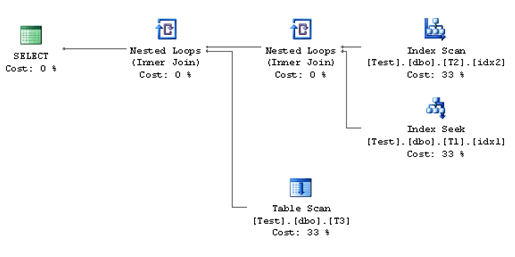 SELECT
Cost: 0 %
Nested Loops
(Inner Join)
Cost: 0 %
Nested Loops
(Inner Join)
Cost: 0 %
Index Scan
[Test].[dbo].[T2].[idx2]
Cost: 33 %
Index Seek
[Test].[dbo].[T1].[idx1]
Cost: 33 %
Table Scan
[Test].[dbo].[T3]
Cost: 33 %